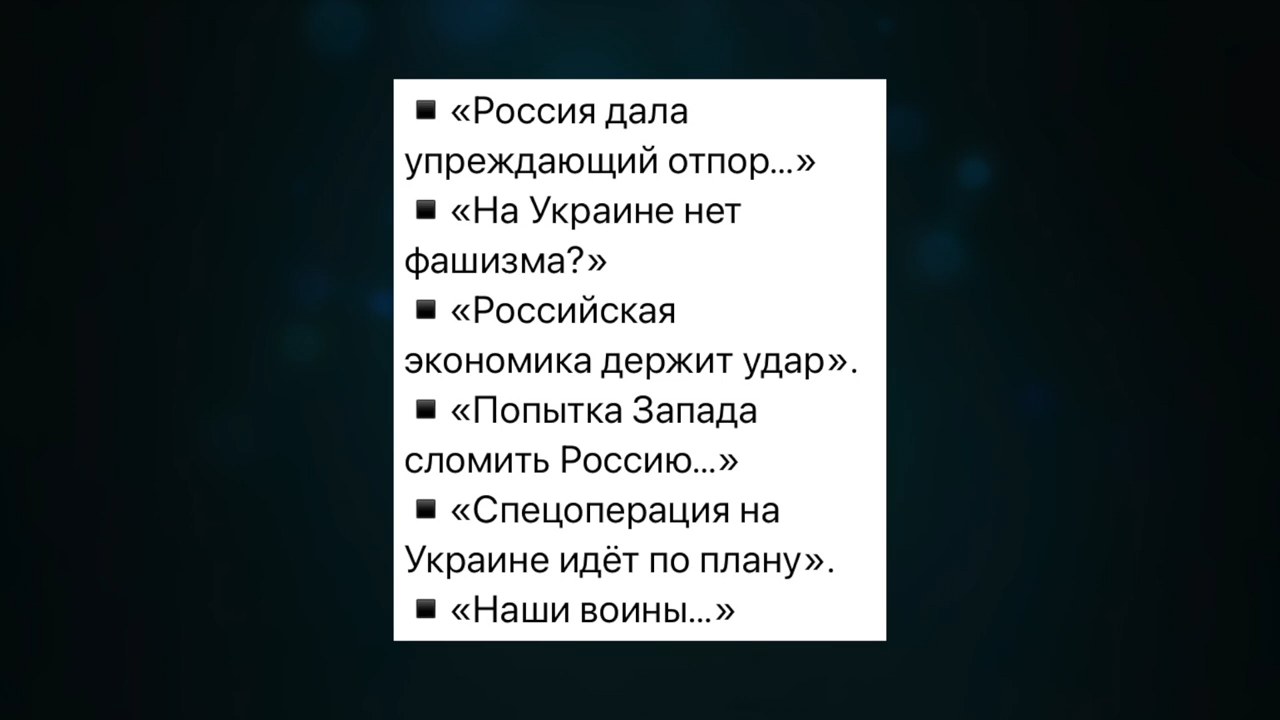 ▪ «Россия дала
упреждающий отпор...»
▪ «На Украине нет
фашизма?»
▪ «Российская
экономика держит удар».
▪ «Попытка Запада
сломить Россию...»
▪ «Спецоперация на
Украине идёт по плану».
▪ «Наши воины...»